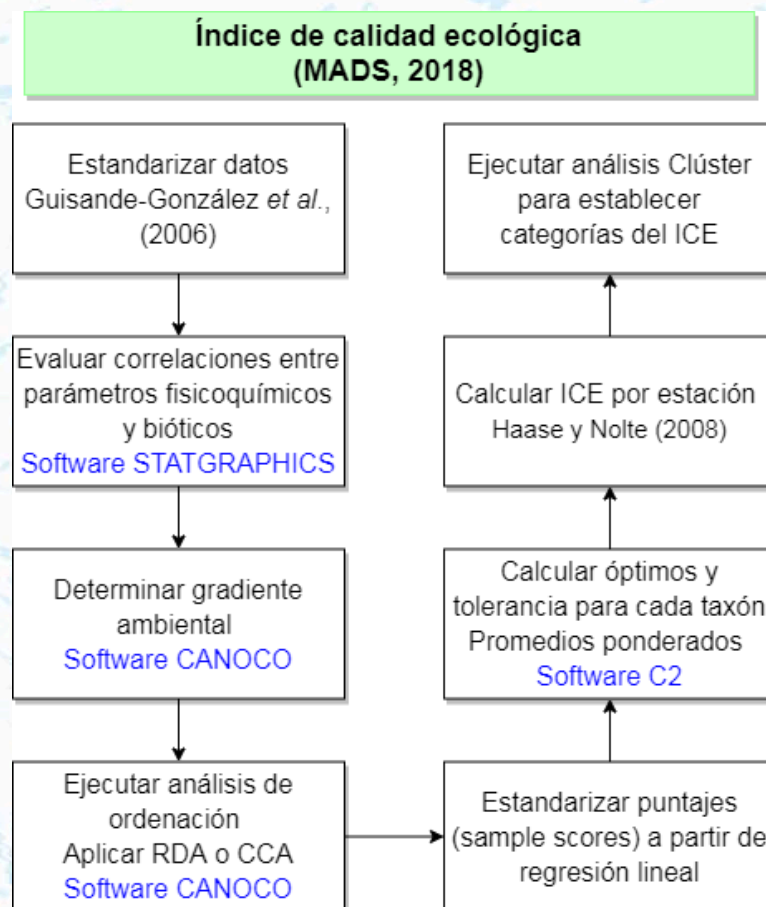 Índice de calidad ecológica
(MADS, 2018)
Estandarizar datos
Guisande-González et al.,
(2006)
Evaluar correlaciones entre
parámetros fisicoquímicos
y bióticos
Software STATGRAPHICS
Determinar gradiente
ambiental
Software CANOCO
Ejecutar análisis de
ordenación
Aplicar RDA o CCA
Software CANOCO
Estandarizar puntajes
(sample scores) a partir de
regresión lineal
Calcular óptimos y
tolerancia para cada taxón
Promedios ponderados
Software C2
Calcular ICE por estación
Haase y Nolte (2008)
Ejecutar análisis Clúster
para establecer
categorías del ICE